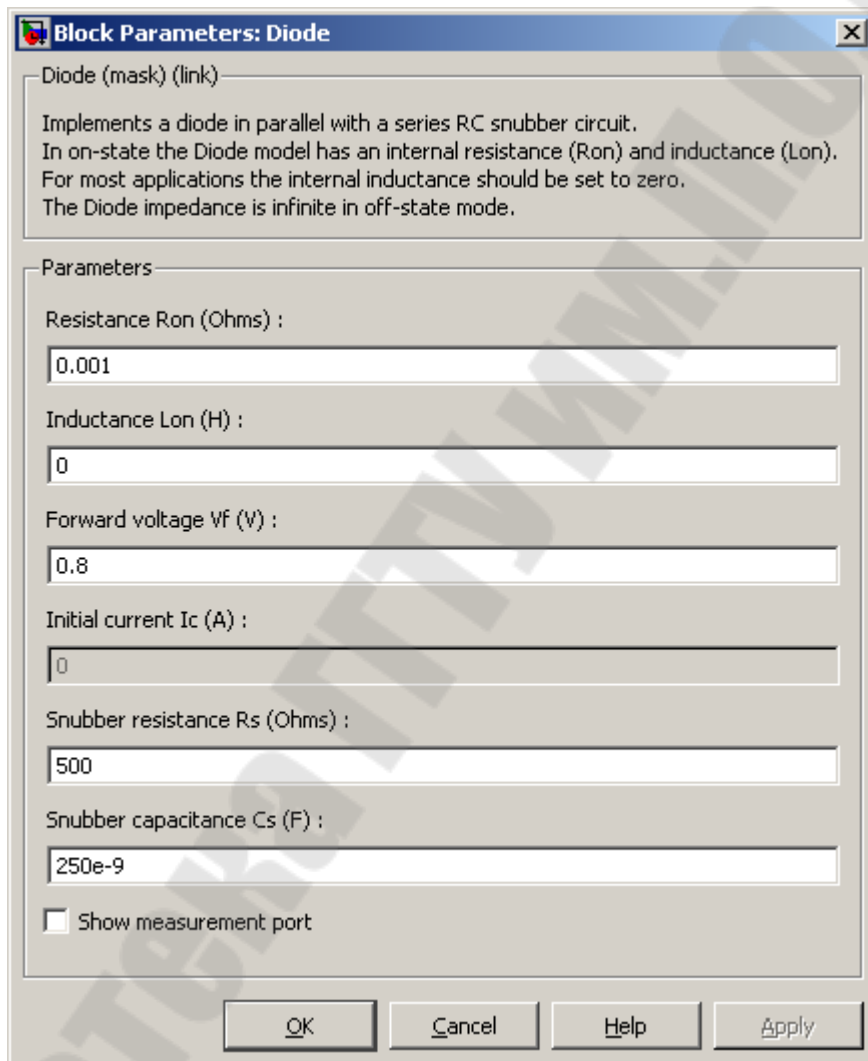 Block Parameters: Diode
Diode (mask) (link)
Implements a diode in parallel with a series RC snubber circuit.
In on-state the Diode model has an internal resistance (Ron) and inductance (Lon).
For most applications the internal inductance should be set to zero.
The Diode impedance is infinite in off-state mode.
Parameters
Resistance Ron (Ohms) :
0.001
Inductance Lon (H) :
0
Forward voltage Vf (V) :
0.8
Initial current Ic (A) :
0
Snubber resistance Rs (Ohms) :
500
Snubber capacitance Cs (F) :
250e-9
Show measurement port
OK Cancel Help Apply
ГГТУ им.П.О